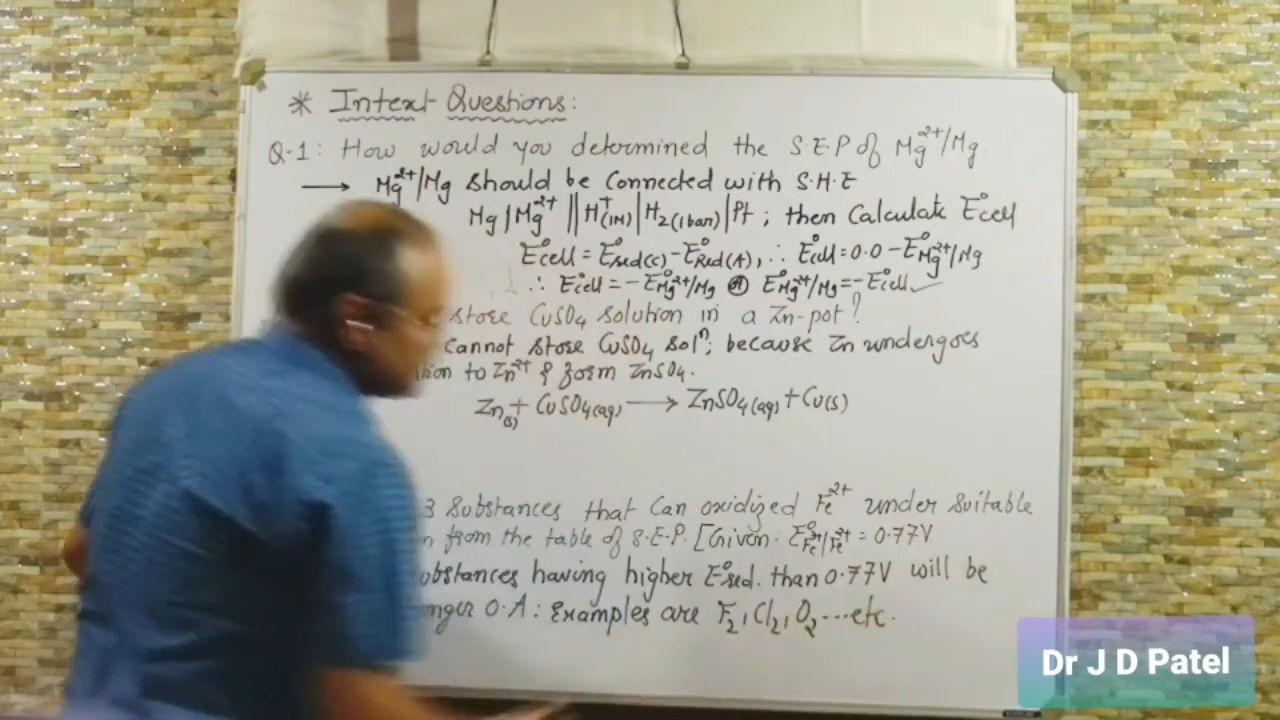 * Intext Questions:
Q-1: How would you determined the S.E.P of Mg²⁺/Mg
→ Mg²⁺/Mg should be connected with S.H.E
Mg | Mg²⁺ || H⁺(1M) | H₂(1bar) | Pt ; then Calculate E°cell
E°cell = E°red(C) - E°Red(A), ∴ E°cell = 0.0 - E°Mg²⁺/Mg
∴ E°cell = - E°Mg²⁺/Mg E°Mg²⁺/Mg = - E°cell
store CuSO₄ solution in a Zn-pot?
cannot store CuSO₄ solⁿ; because Zn undergoes
to Zn²⁺ & form ZnSO₄.
Zn(s) + CuSO₄(aq) → ZnSO₄(aq) + Cu(s)
3 Substances that can oxidized Fe²⁺ under suitable
from the table of S.E.P. [Given: E°Fe³⁺/Fe²⁺ = 0.77V
having higher E°red. than 0.77V will be
O.A: Examples are F₂, Cl₂, O₂ ... etc.
Dr J D Patel